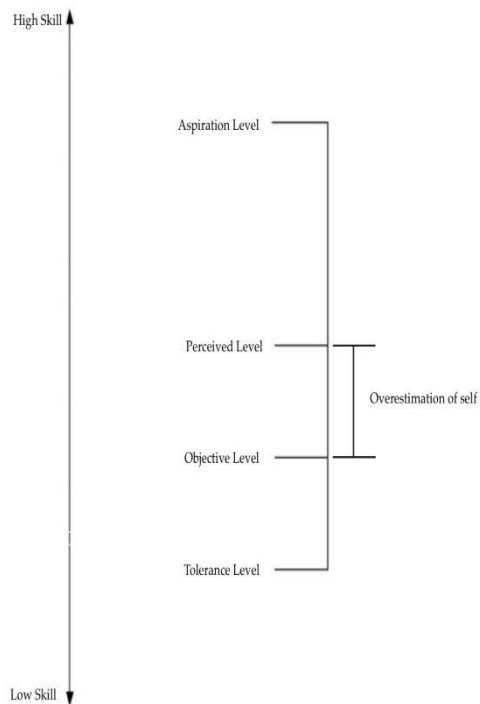 High Skill
Aspiration Level
Perceived Level
Overestimation of self
Objective Level
Tolerance Level
Low Skill